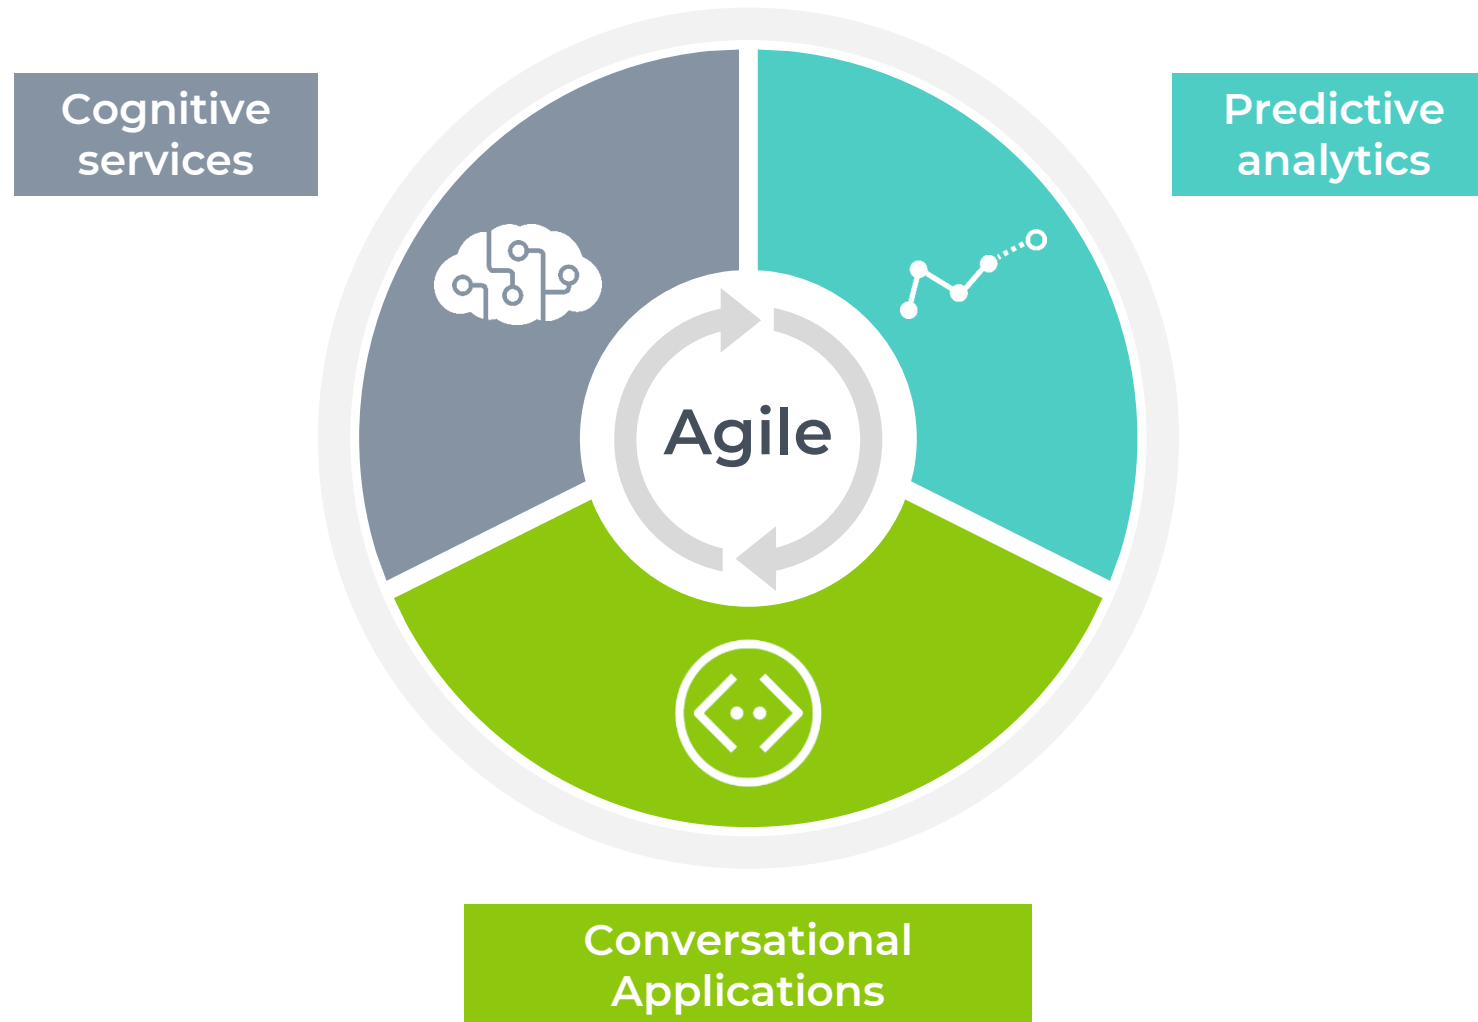 Cognitive
services
Predictive
analytics
Agile
Conversational
Applications